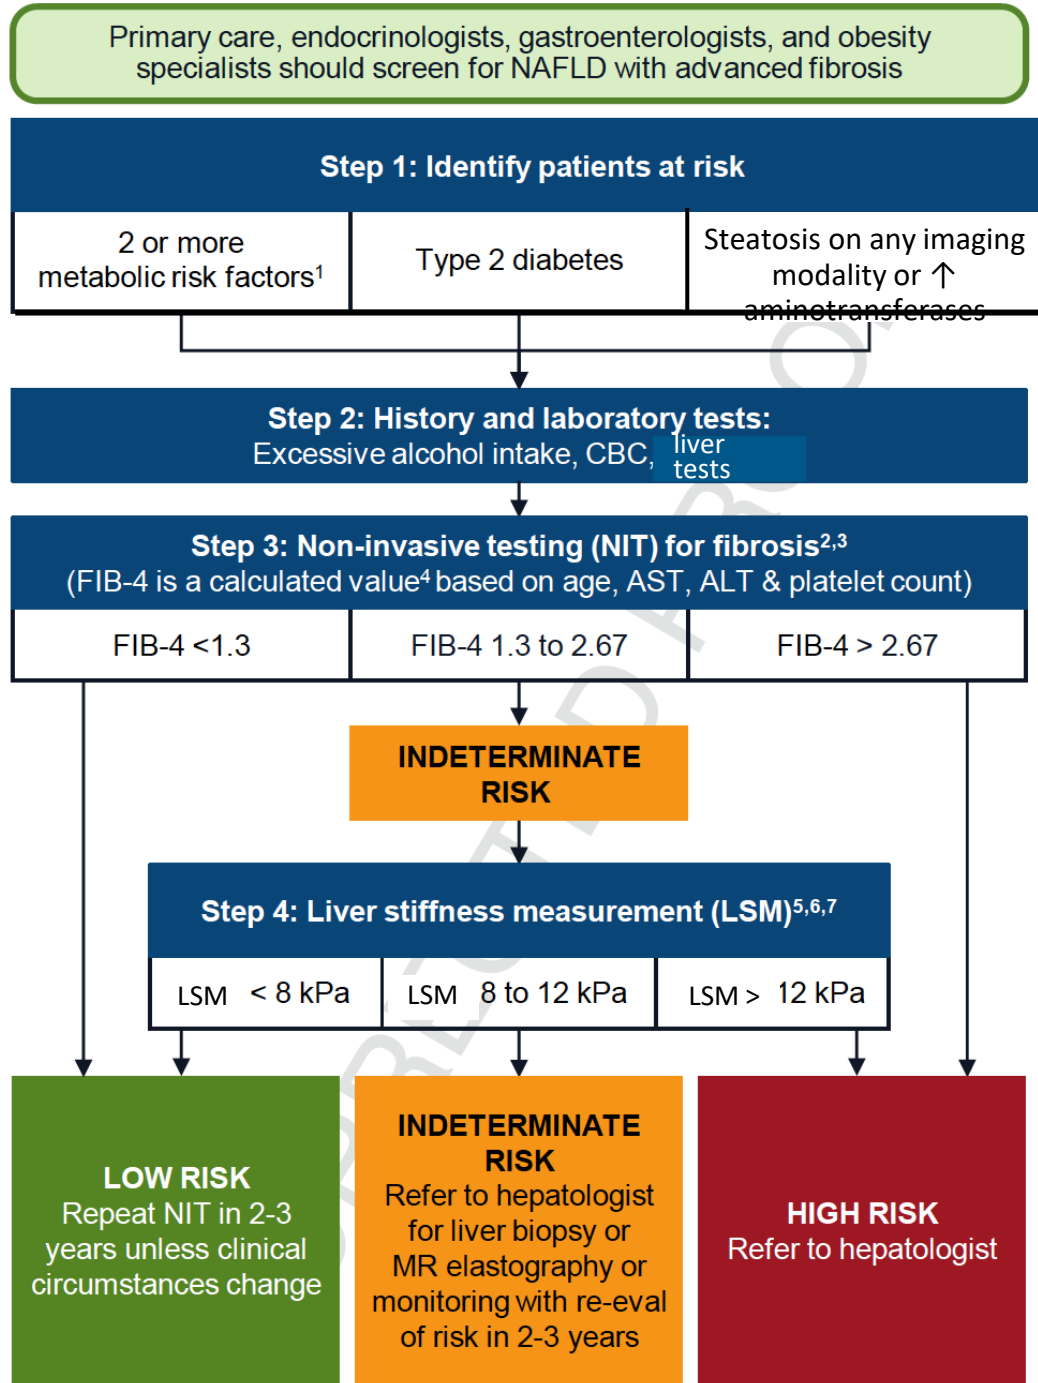 Primary care, endocrinologists, gastroenterologists, and obesity
specialists should screen for NAFLD with advanced fibrosis
Step 1: Identify patients at risk
2 or more
metabolic risk factors¹
Type 2 diabetes
Steatosis on any imaging
modality or ↑
aminotransferases
Step 2: History and laboratory tests:
Excessive alcohol intake, CBC, liver
tests
Step 3: Non-invasive testing (NIT) for fibrosis²,³
(FIB-4 is a calculated value⁴ based on age, AST, ALT & platelet count)
FIB-4 <1.3
FIB-4 1.3 to 2.67
FIB-4 > 2.67
INDETERMINATE
RISK
Step 4: Liver stiffness measurement (LSM)⁵,⁶,⁷
LSM < 8 kPa
LSM 8 to 12 kPa
LSM > 12 kPa
LOW RISK
Repeat NIT in 2-3
years unless clinical
circumstances change
INDETERMINATE
RISK
Refer to hepatologist
for liver biopsy or
MR elastography or
monitoring with re-eval
of risk in 2-3 years
HIGH RISK
Refer to hepatologist